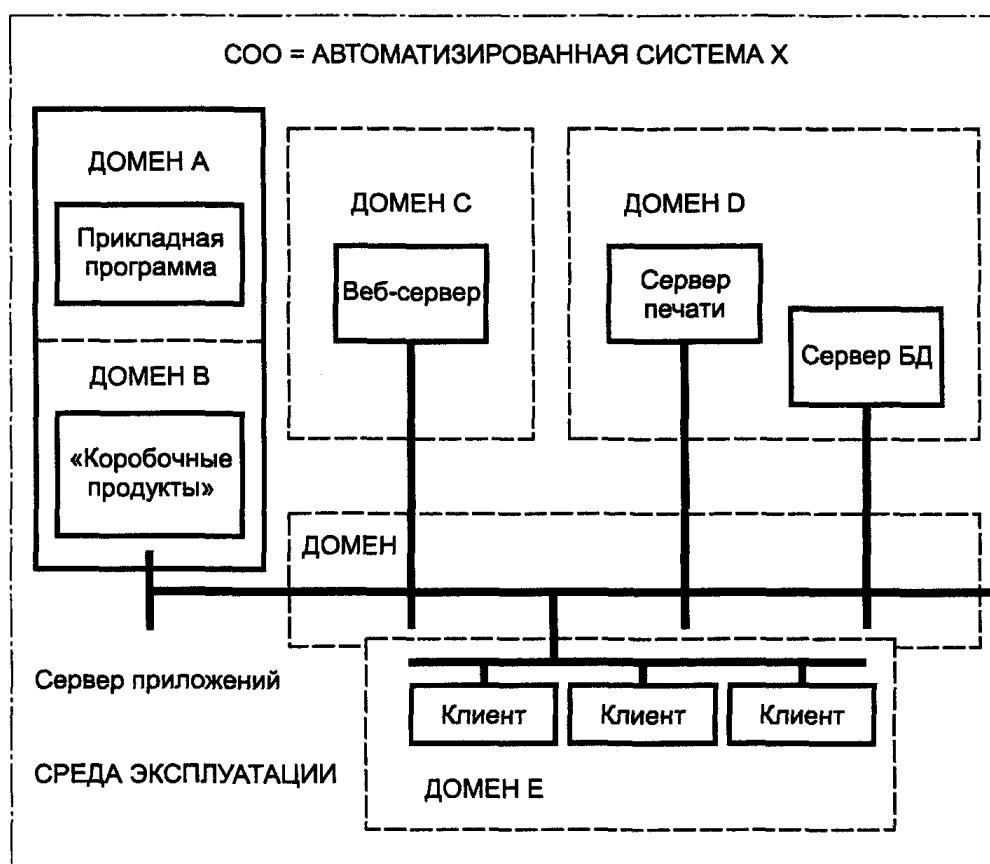 СОО = АВТОМАТИЗИРОВАННАЯ СИСТЕМА X
ДОМЕН А
Прикладная
программа
ДОМЕН В
«Коробочные
продукты»
ДОМЕН С
Веб-сервер
ДОМЕН D
Сервер
печати
Сервер БД
ДОМЕН
Сервер приложений
Клиент
Клиент
Клиент
СРЕДА ЭКСПЛУАТАЦИИ
ДОМЕН Е